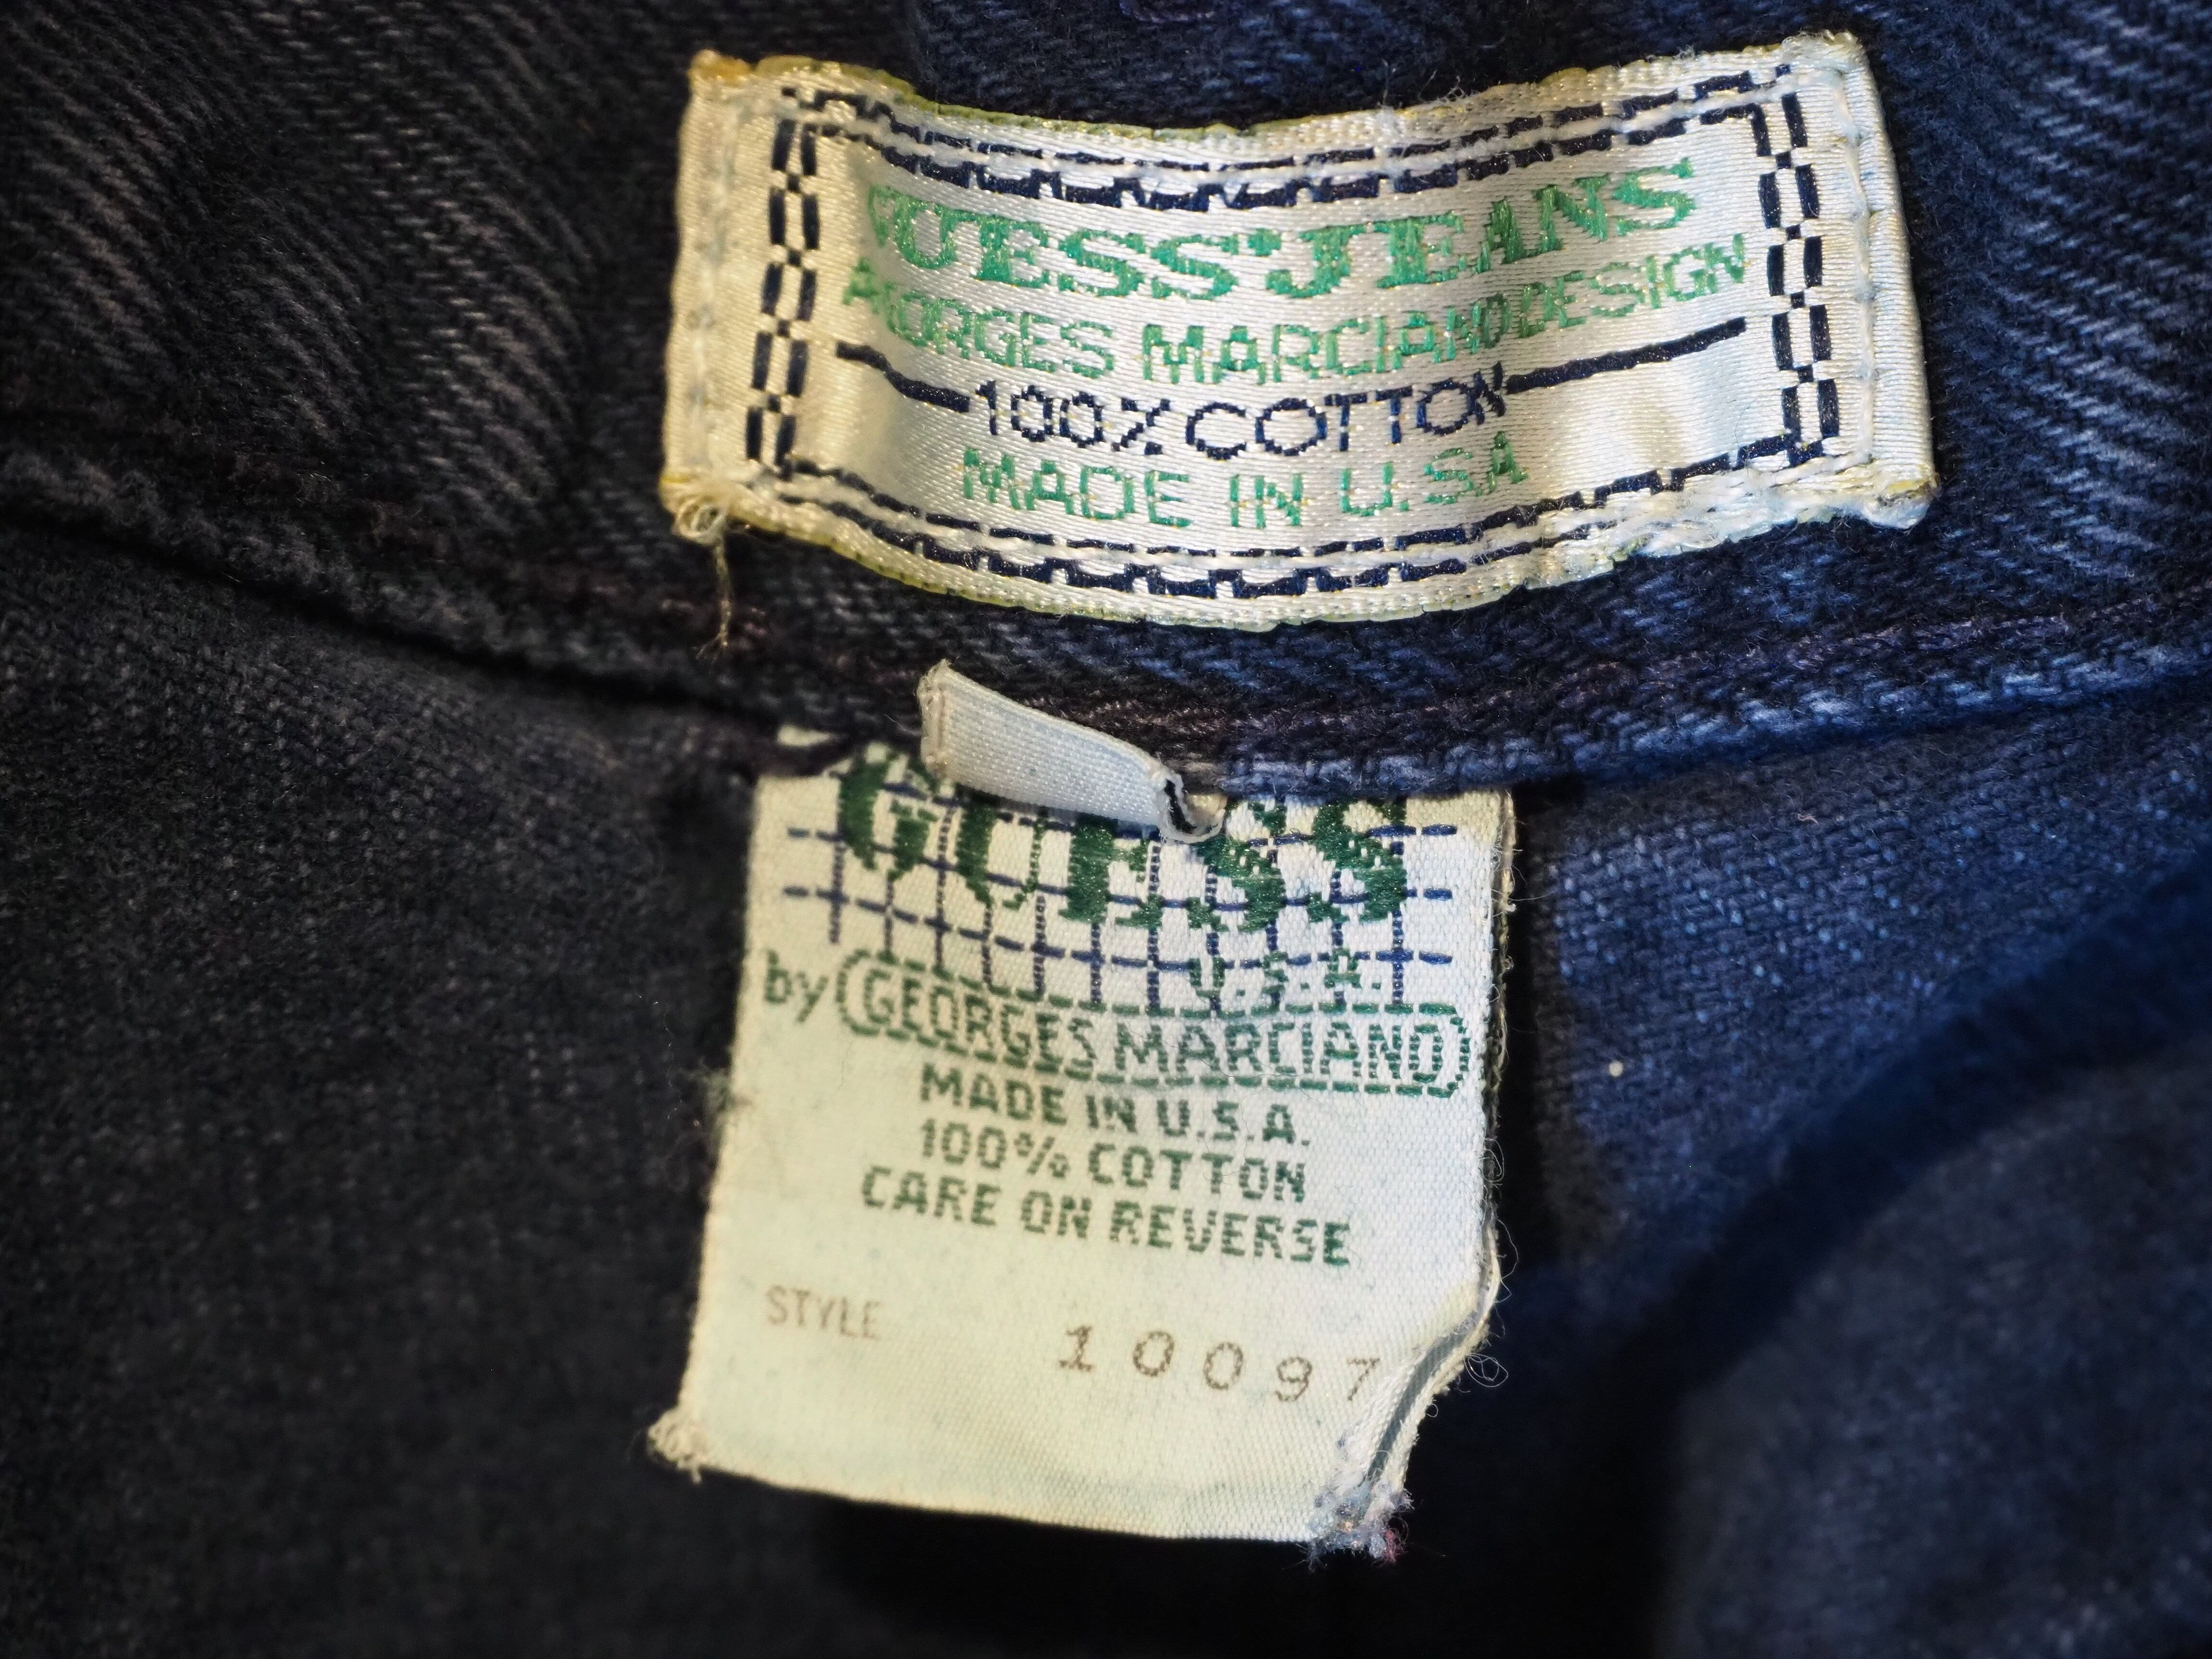 GUESS JEANS
A GEORGES MARCIANO DESIGN
100% COTTON
MADE IN U.S.A
GUESS
U.S.A.
by GEORGES MARCIANO
MADE IN U.S.A.
100% COTTON
CARE ON REVERSE
STYLE 10097